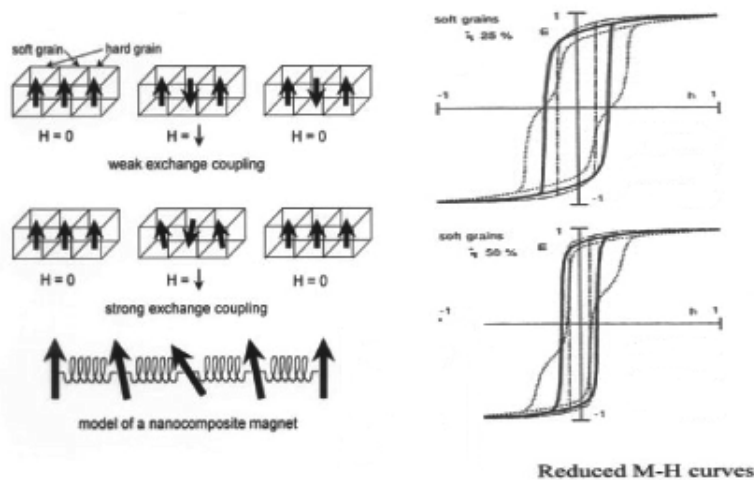 soft grain hard grain
H = 0 H = ↓ H = 0
weak exchange coupling
H = 0 H = ↓ H = 0
strong exchange coupling
model of a nanocomposite magnet
soft grains
25 %
1
-1
h 1
-1
soft grains
50 %
1
-1
h 1
-1
Reduced M-H curves